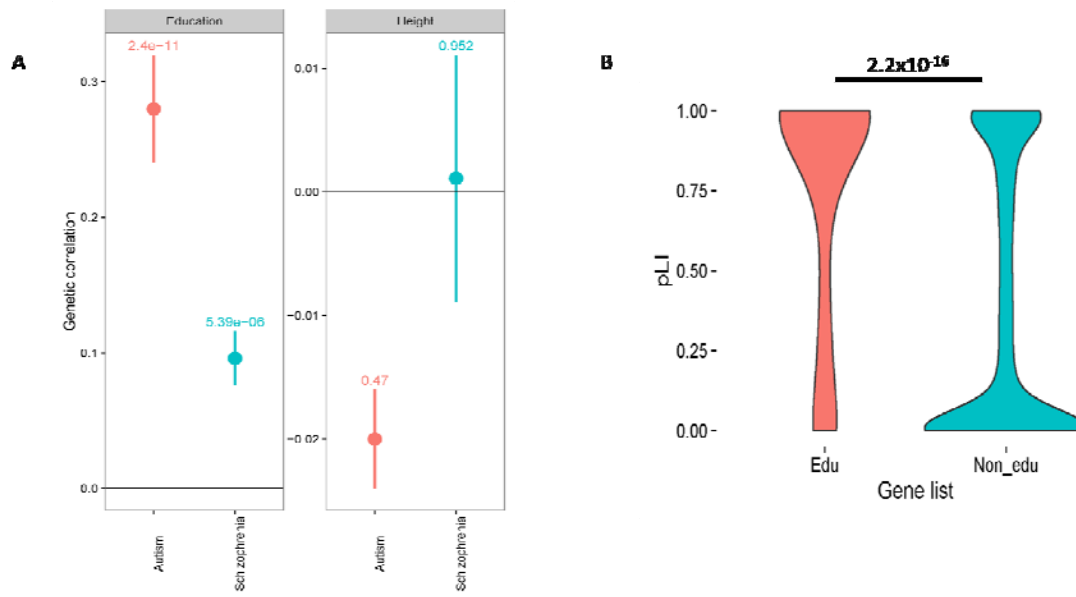 A
Education
Height
2.4e−11
5.39e−06
0.952
0.47
Genetic correlation
0.3
0.2
0.1
0.0
0.01
0.00
−0.01
−0.02
Autism
Schizophrenia
Autism
Schizophrenia
B
2.2x10-16
pLI
1.00
0.75
0.50
0.25
0.00
Edu
Non_edu
Gene list